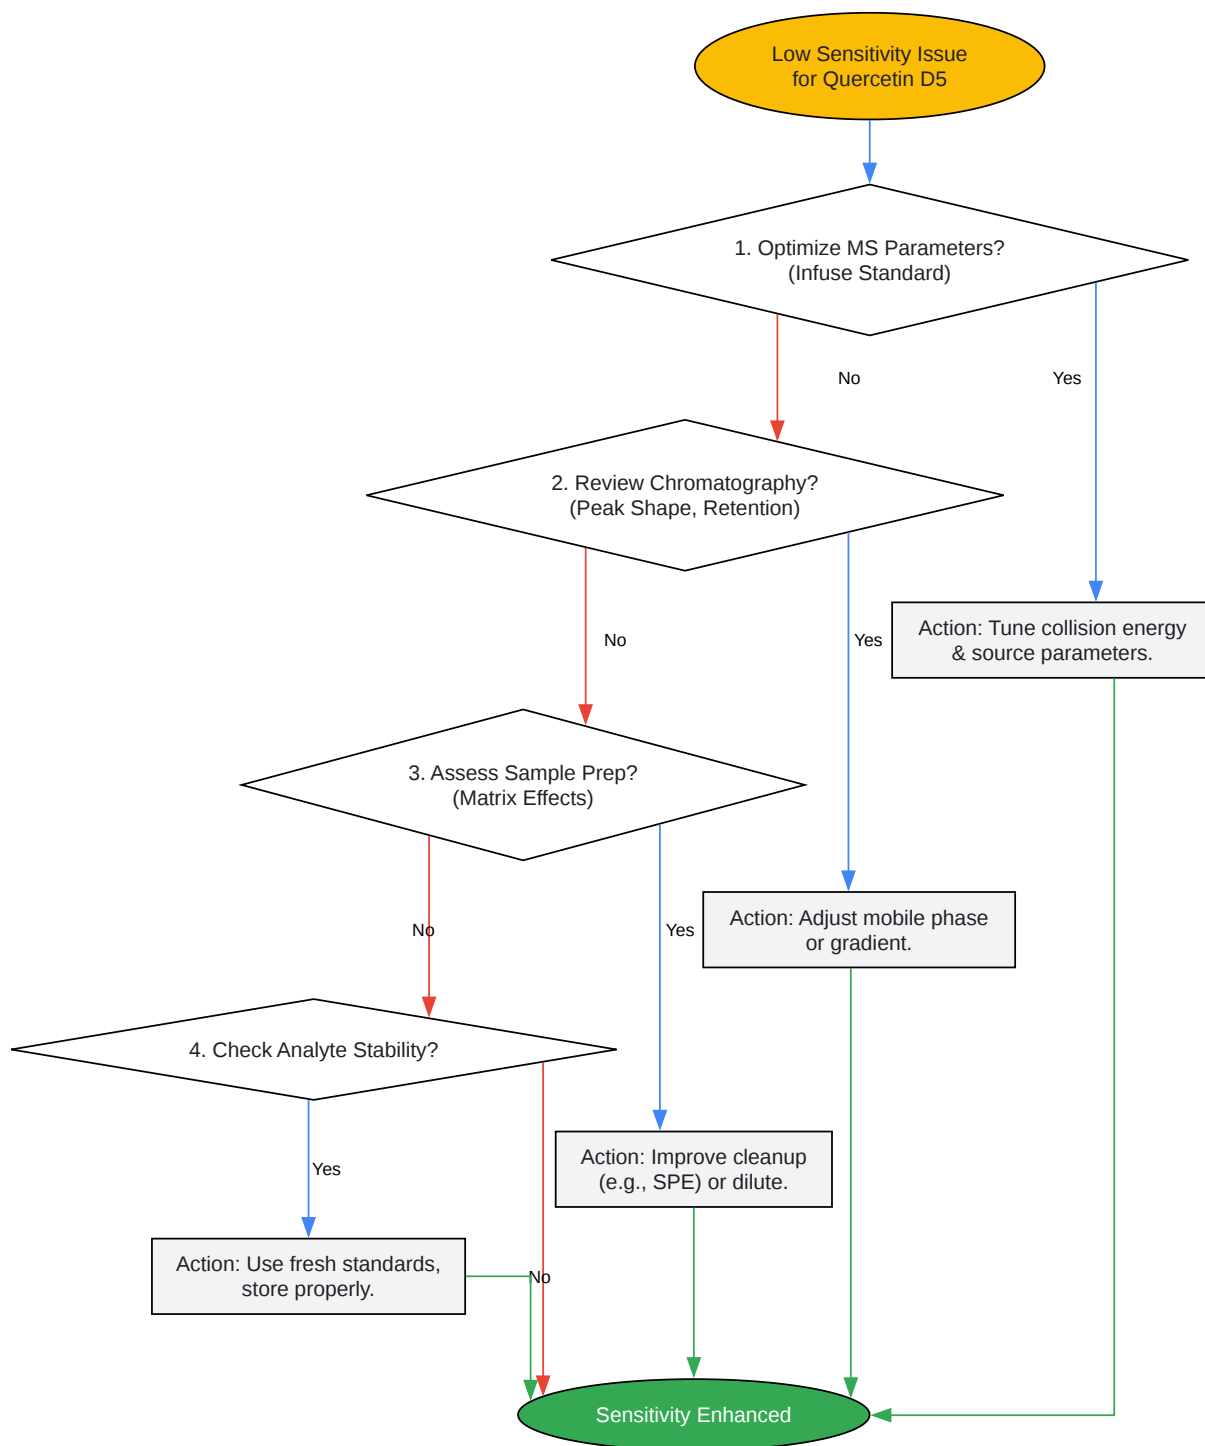 Low Sensitivity Issue
for Quercetin D5
1. Optimize MS Parameters?
(Infuse Standard)
No
Yes
2. Review Chromatography?
(Peak Shape, Retention)
No
Yes
Action: Tune collision energy
& source parameters.
3. Assess Sample Prep?
(Matrix Effects)
No
Yes
Action: Adjust mobile phase
or gradient.
4. Check Analyte Stability?
Yes
Action: Improve cleanup
(e.g., SPE) or dilute.
Action: Use fresh standards,
store properly.
No
Sensitivity Enhanced